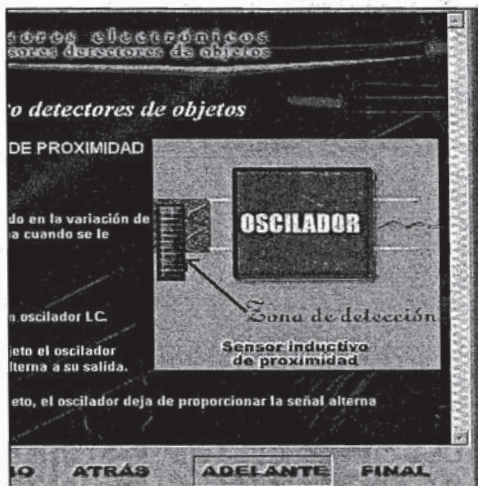 sores electrónicos
sores detectores de objetos
o detectores de objetos
DE PROXIMIDAD
do en la variación de
a cuando se le
n oscilador LC.
jeto el oscilador
lterna a su salida.
eto, el oscilador deja de proporcionar la señal alterna
OSCILADOR
Zona de detección
Sensor inductivo
de proximidad
IO ATRÁS ADELANTE FINAL